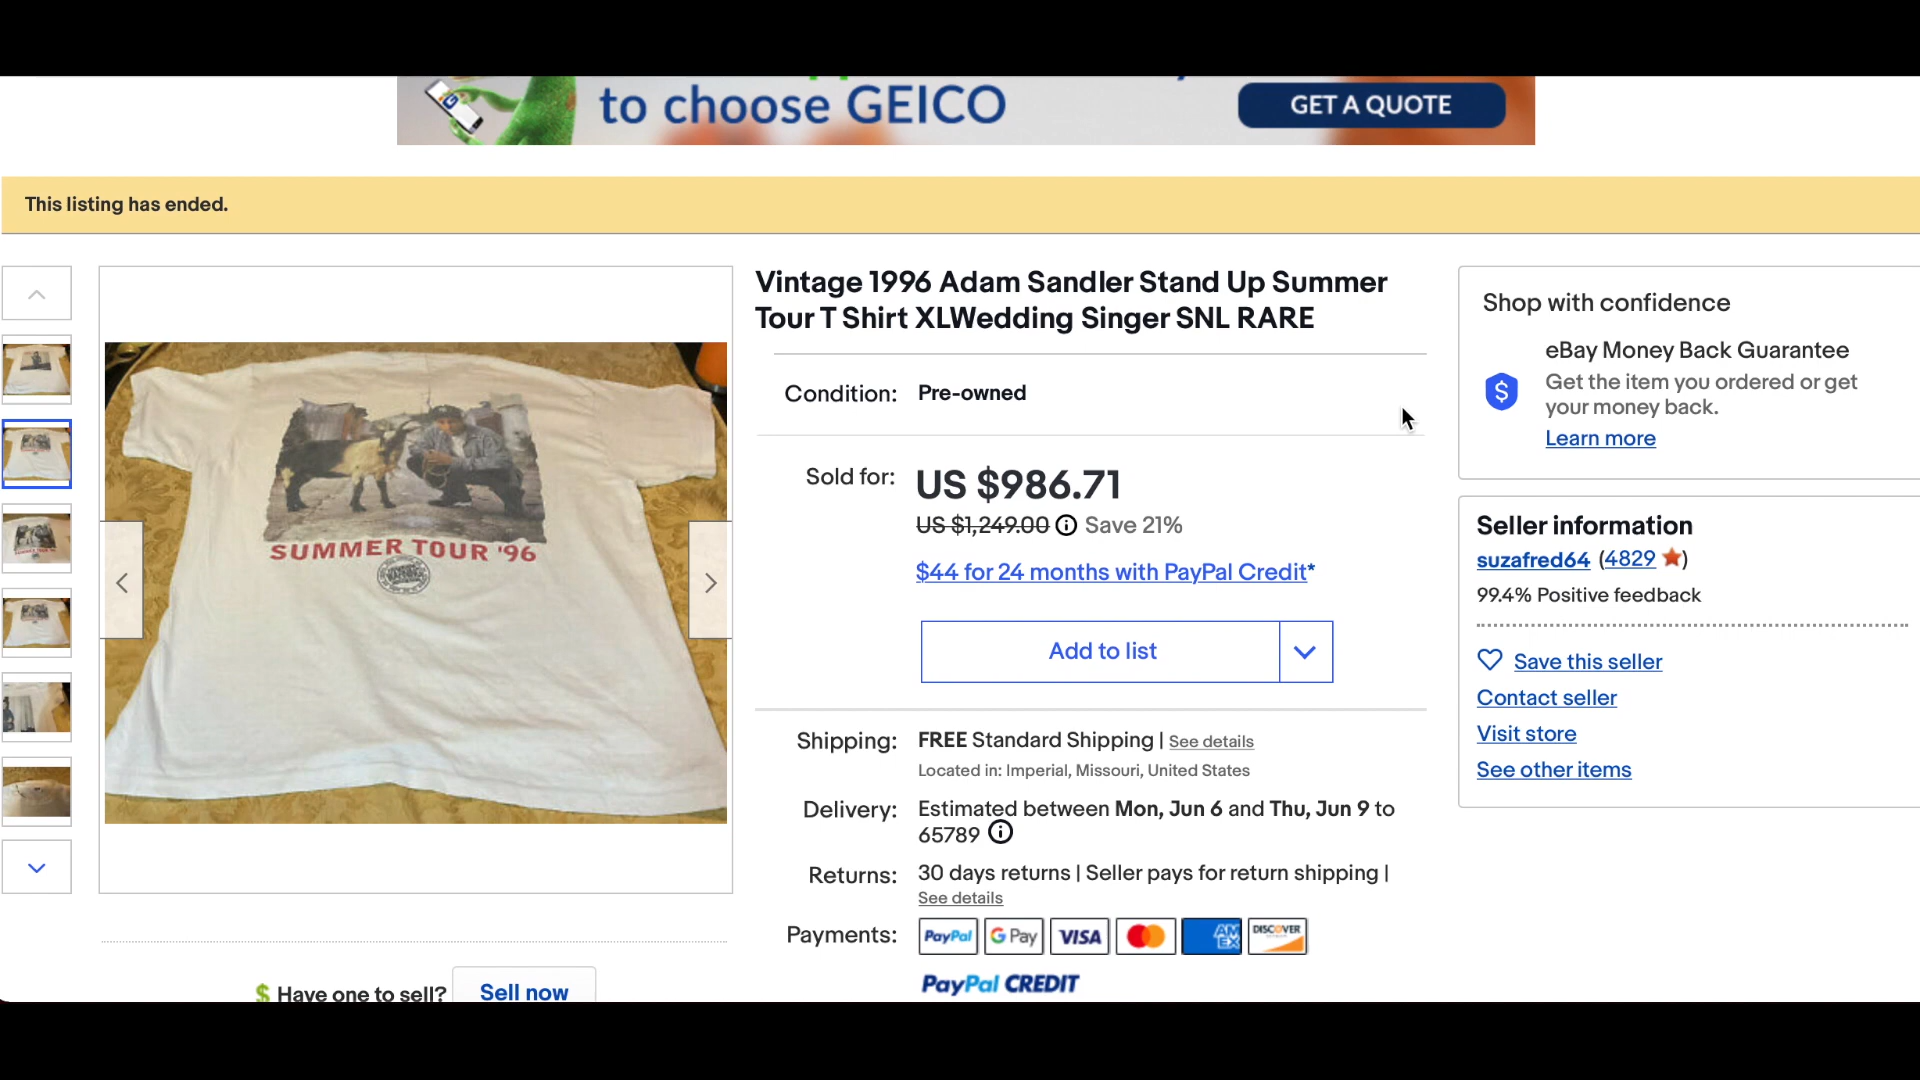 to choose GEICO
GET A QUOTE
This listing has ended.
Vintage 1996 Adam Sandler Stand Up Summer
Tour T Shirt XLWedding Singer SNL RARE
Condition: Pre-owned
Sold for: US $986.71
US $1,249.00 Save 21%
$44 for 24 months with PayPal Credit*
Add to list
Shipping: FREE Standard Shipping | See details
Located in: Imperial, Missouri, United States
Delivery: Estimated between Mon, Jun 6 and Thu, Jun 9 to
65789
Returns: 30 days returns | Seller pays for return shipping |
See details
Payments: PayPal G Pay VISA AM EX DISCOVER
PayPal CREDIT
SUMMER TOUR '96
$ Have one to sell? Sell now
Shop with confidence
eBay Money Back Guarantee
$ Get the item you ordered or get
your money back.
Learn more
Seller information
suzafred64 (4829 )
99.4% Positive feedback
Save this seller
Contact seller
Visit store
See other items